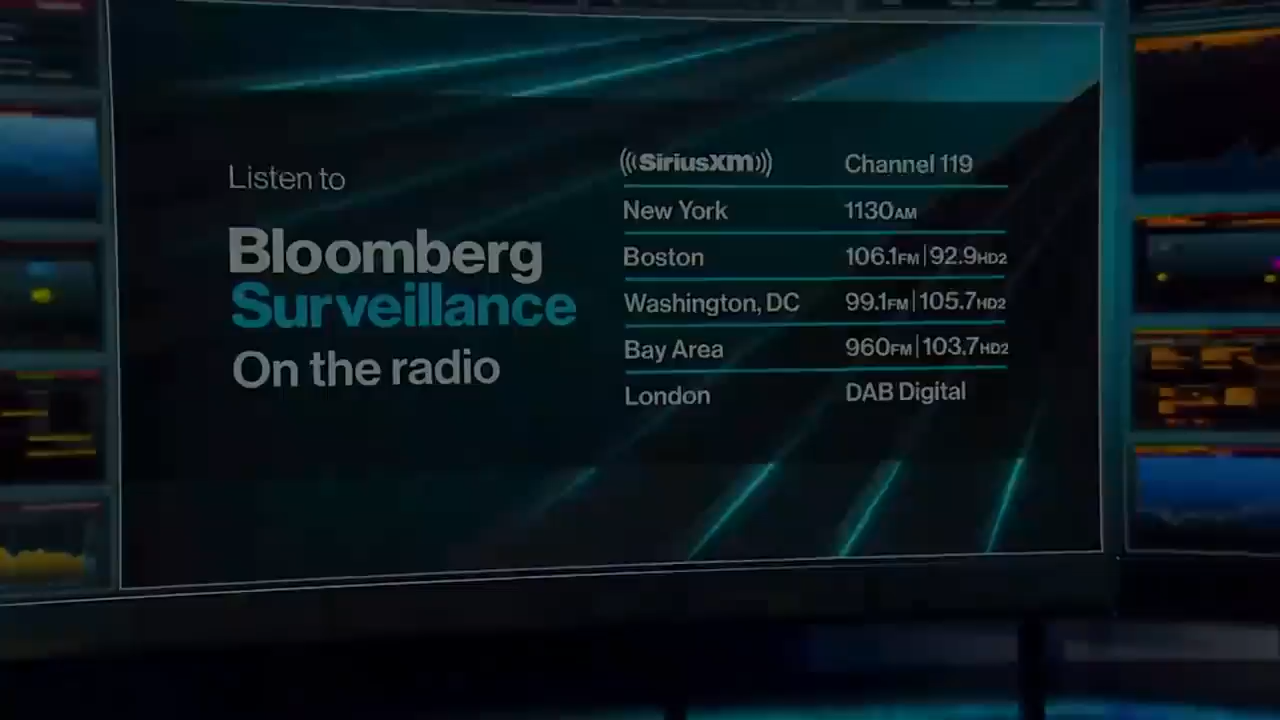 Listen to
Bloomberg
Surveillance
On the radio
SiriusXM Channel 119
New York 1130AM
Boston 106.1FM|92.9HD2
Washington, DC 99.1FM|105.7HD2
Bay Area 960FM|103.7HD2
London DAB Digital